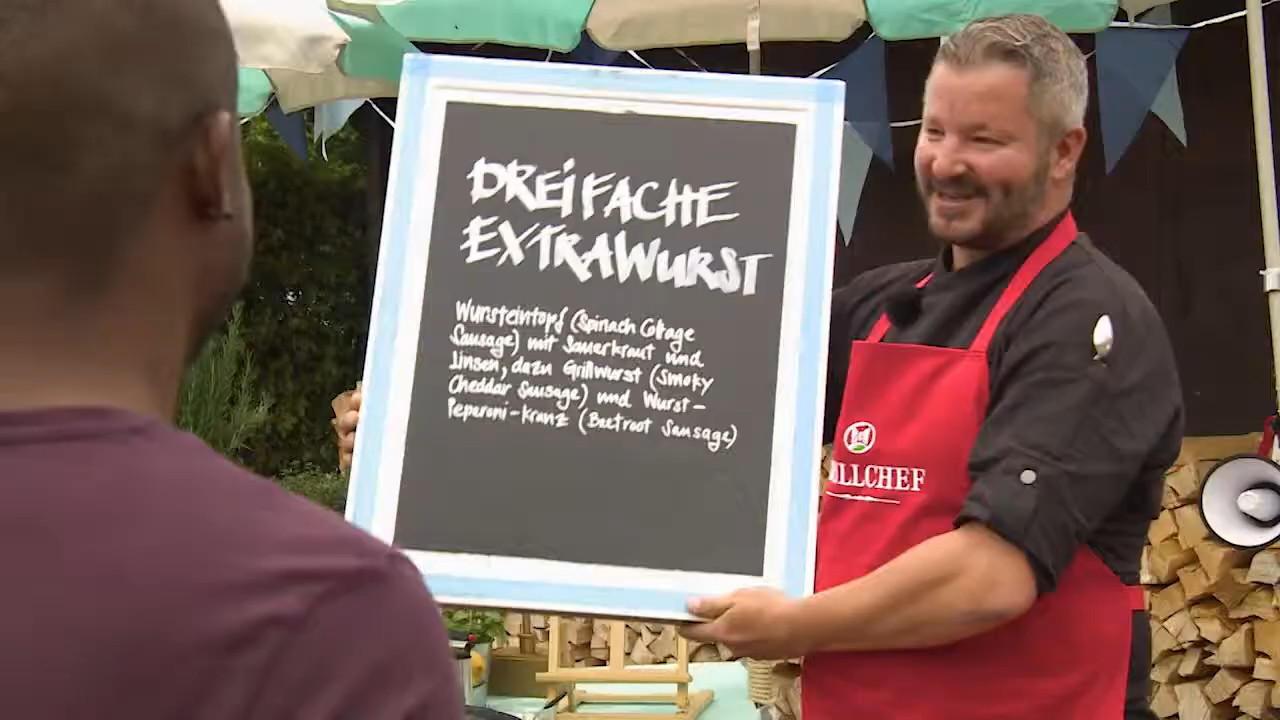 DREIFACHE
EXTRAWURST
Wursteintopf (Spinach Cottage
Sausage) mit Sauerkraut und
Linsen, dazu Grillwurst (Smoky
Cheddar Sausage) und Wurst-
Peperoni-kranz (Beetroot Sausage)
ILLCHEF